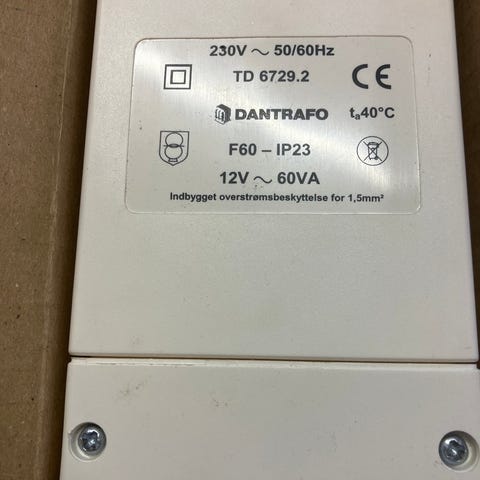 230V ~ 50/60Hz
TD 6729.2
CE
DANTRAFO
tₐ40°C
F60 – IP23
12V ~ 60VA
Indbygget overstrømsbeskyttelse for 1,5mm²